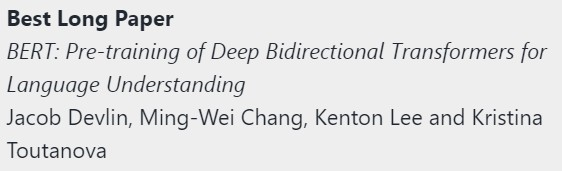 Best Long Paper
BERT: Pre-training of Deep Bidirectional Transformers for
Language Understanding
Jacob Devlin, Ming-Wei Chang, Kenton Lee and Kristina
Toutanova